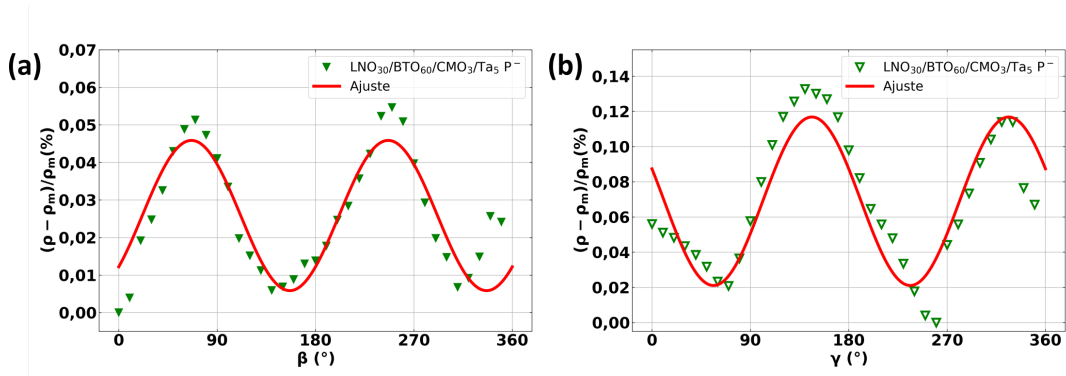 (a)
0,07
0,06
0,05
0,04
0,03
0,02
0,01
0,00
(ρ − ρm)/ρm(%)
LNO30/BTO60/CMO3/Ta5 P−
Ajuste
0 90 180 270 360
β (°)
(b)
0,14
0,12
0,10
0,08
0,06
0,04
0,02
0,00
(ρ − ρm)/ρm(%)
LNO30/BTO60/CMO3/Ta5 P−
Ajuste
0 90 180 270 360
γ (°)